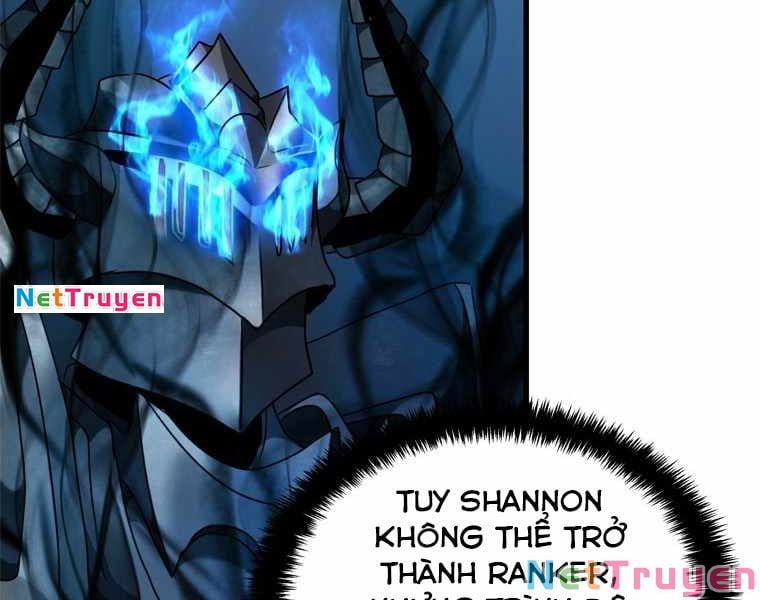 NetTruyen
TUY SHANNON
KHÔNG THỂ TRỞ
THÀNH RANKER,
NetTruyen